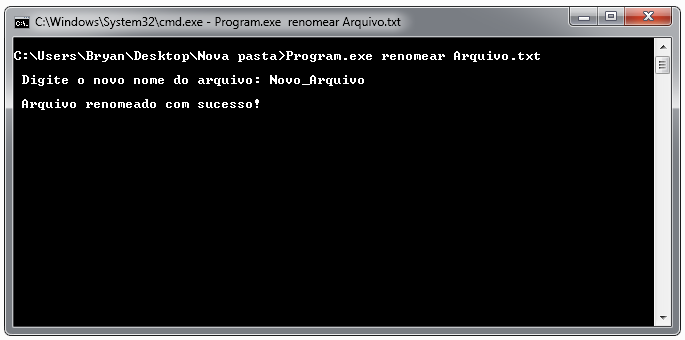 C:\Windows\System32\cmd.exe - Program.exe  renomear Arquivo.txt
C:\Users\Bryan\Desktop\Nova pasta>Program.exe renomear Arquivo.txt
Digite o novo nome do arquivo: Novo_Arquivo
Arquivo renomeado com sucesso!